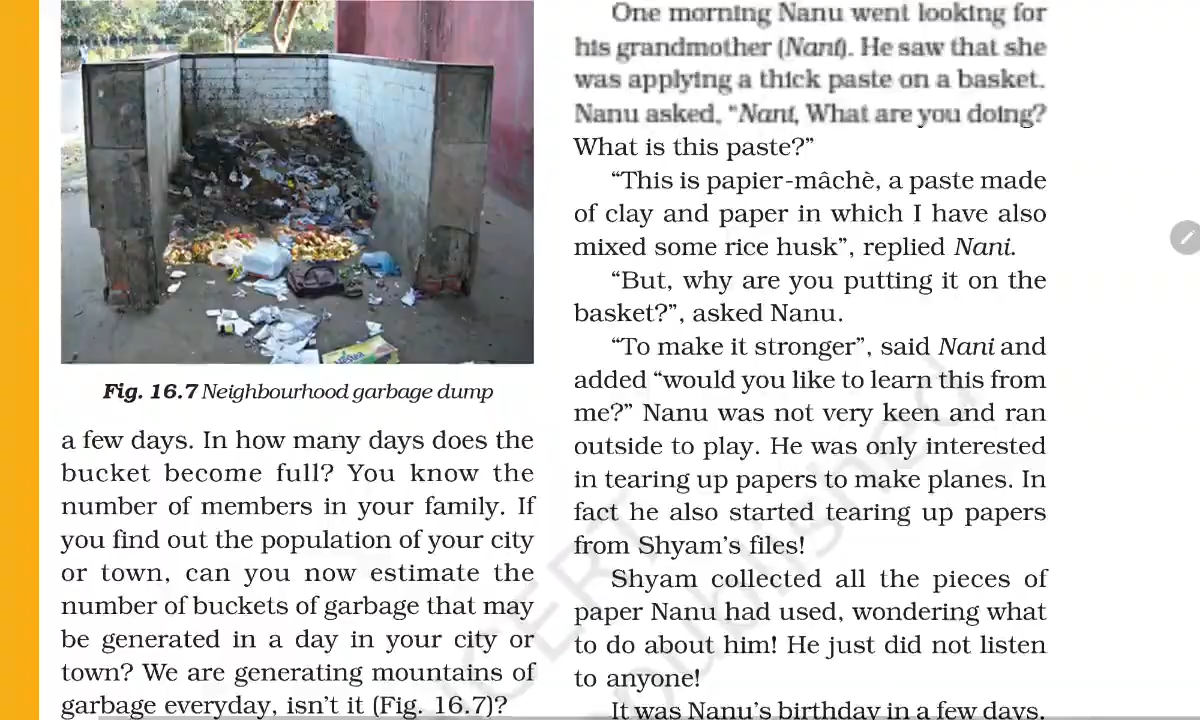 Fig. 16.7 Neighbourhood garbage dump
a few days. In how many days does the
bucket become full? You know the
number of members in your family. If
you find out the population of your city
or town, can you now estimate the
number of buckets of garbage that may
be generated in a day in your city or
town? We are generating mountains of
garbage everyday, isn't it (Fig. 16.7)?
One morning Nanu went looking for
his grandmother (Nani). He saw that she
was applying a thick paste on a basket.
Nanu asked, "Nani, What are you doing?
What is this paste?"
"This is papier-mâchè, a paste made
of clay and paper in which I have also
mixed some rice husk", replied Nani.
"But, why are you putting it on the
basket?", asked Nanu.
"To make it stronger", said Nani and
added "would you like to learn this from
me?" Nanu was not very keen and ran
outside to play. He was only interested
in tearing up papers to make planes. In
fact he also started tearing up papers
from Shyam's files!
Shyam collected all the pieces of
paper Nanu had used, wondering what
to do about him! He just did not listen
to anyone!
It was Nanu's birthday in a few days.